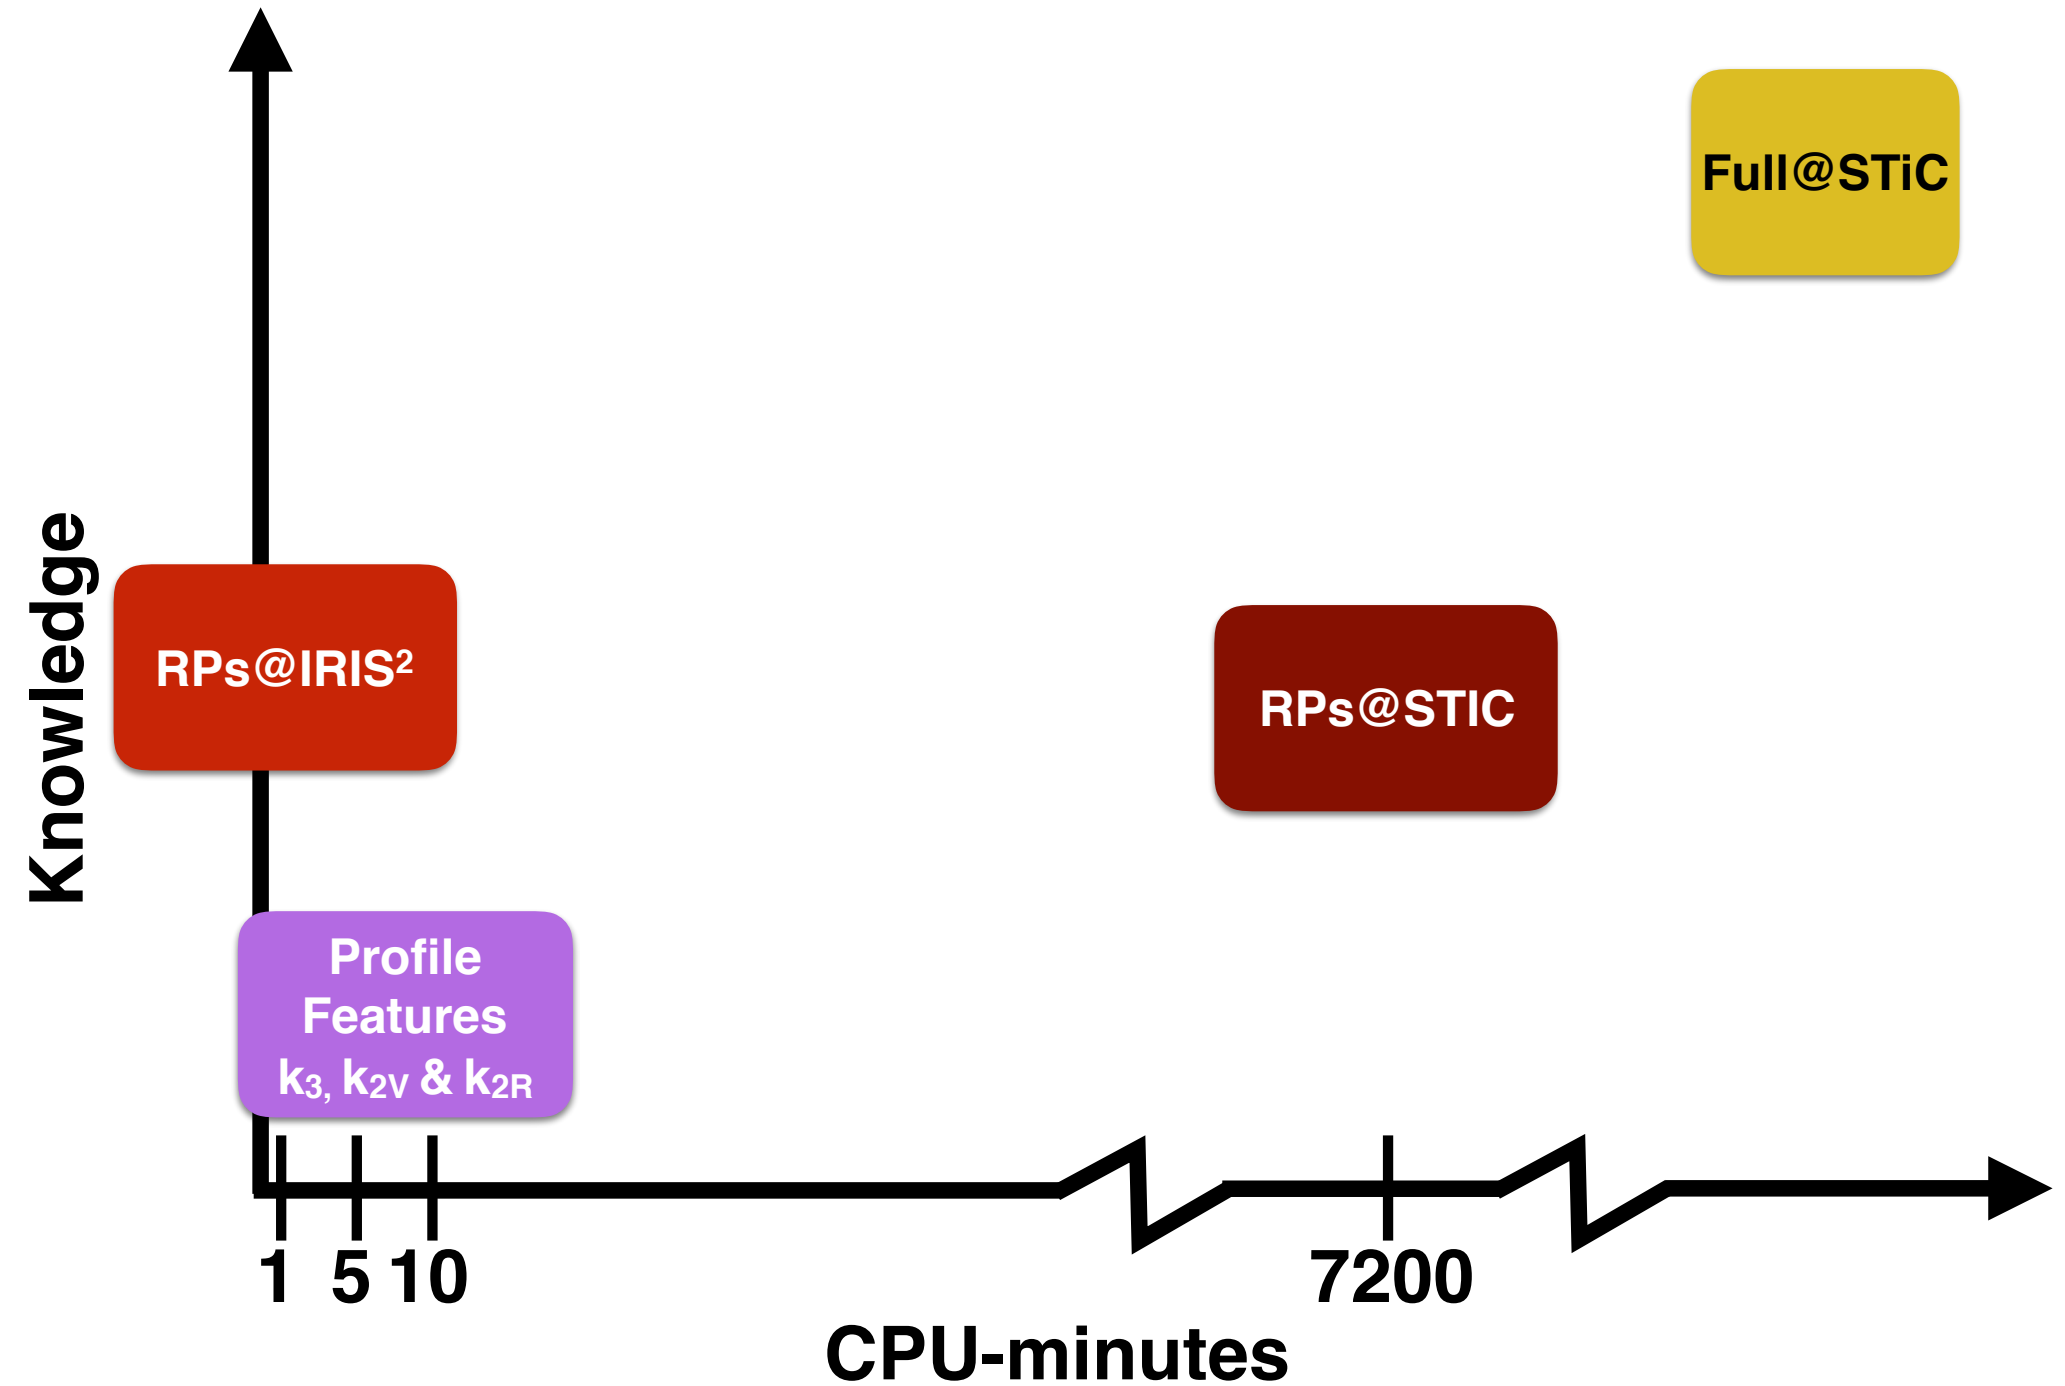 Full@STiC
Knowledge
RPs@IRIS²
RPs@STIC
Profile
Features
k₃, k₂V & k₂R
1 5 10 7200
CPU-minutes